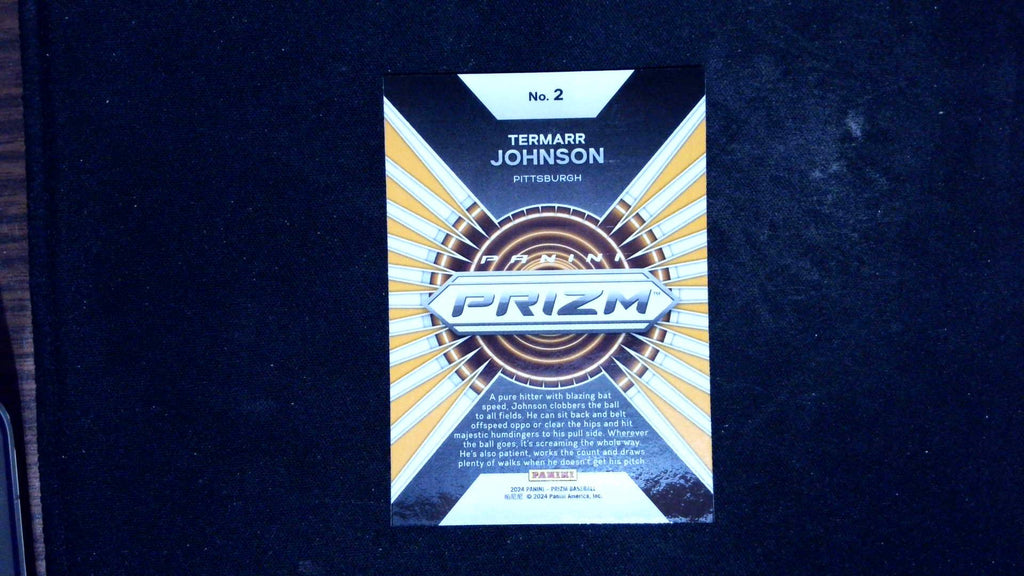 No. 2
TERMARR
JOHNSON
PITTSBURGH
PANINI
PRIZM™
A pure hitter with blazing bat
speed, Johnson clobbers the ball
to all fields. He can sit back and belt
offspeed oppo or clear the hips and hit
majestic humdingers to his pull side. Wherever
the ball goes, it's screaming the whole way.
He's also patient, works the count and draws
plenty of walks when he doesn't get his pitch.
PANINI
2024 PANINI - PRIZM BASEBALL
© 2024 Panini America, Inc.